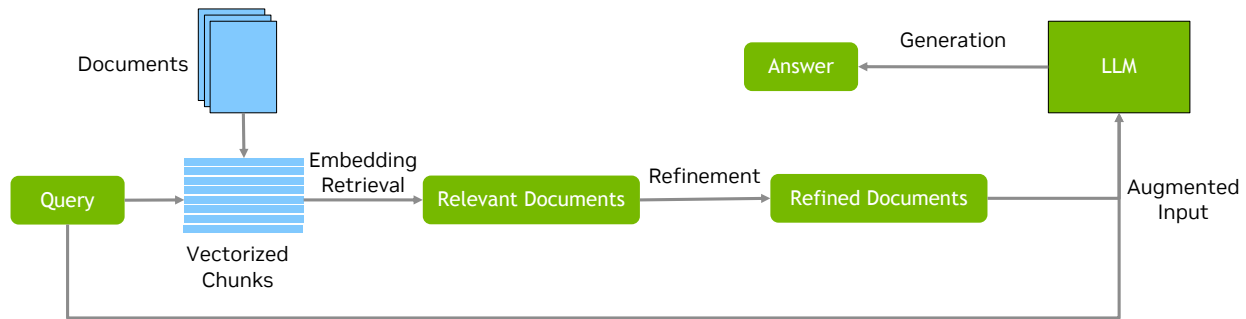 Documents
Generation
Answer
LLM
Embedding
Retrieval
Query
Relevant Documents
Refinement
Refined Documents
Augmented
Input
Vectorized
Chunks